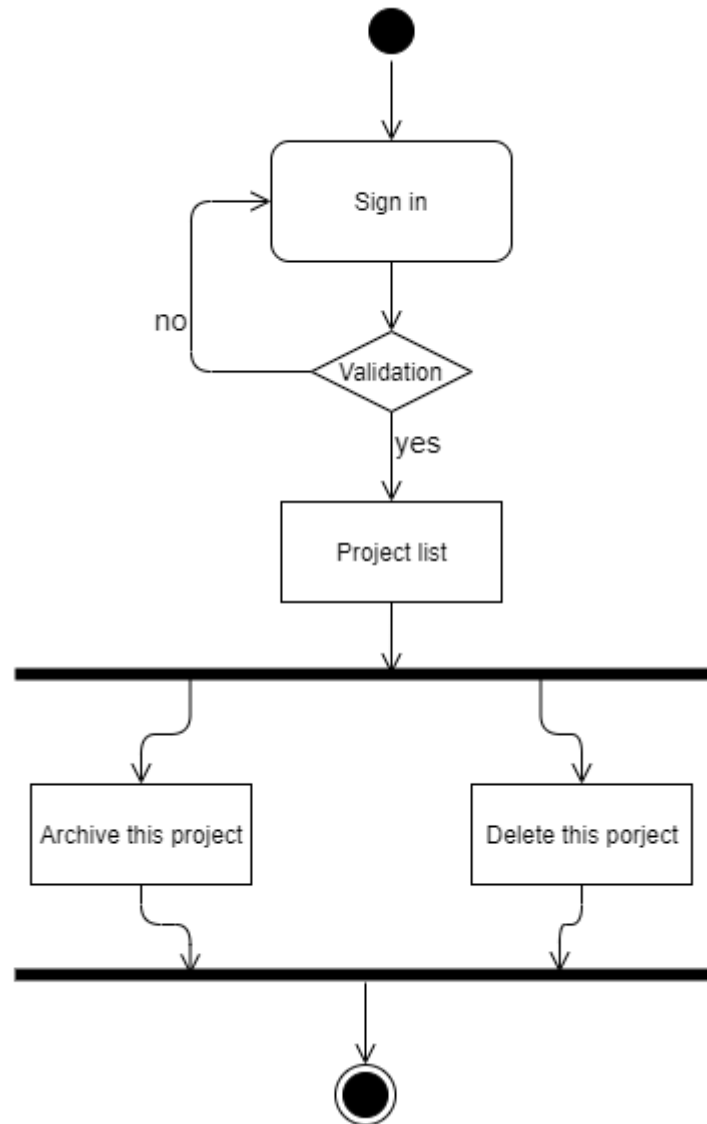 Sign in
no
Validation
yes
Project list
Archive this project
Delete this porject